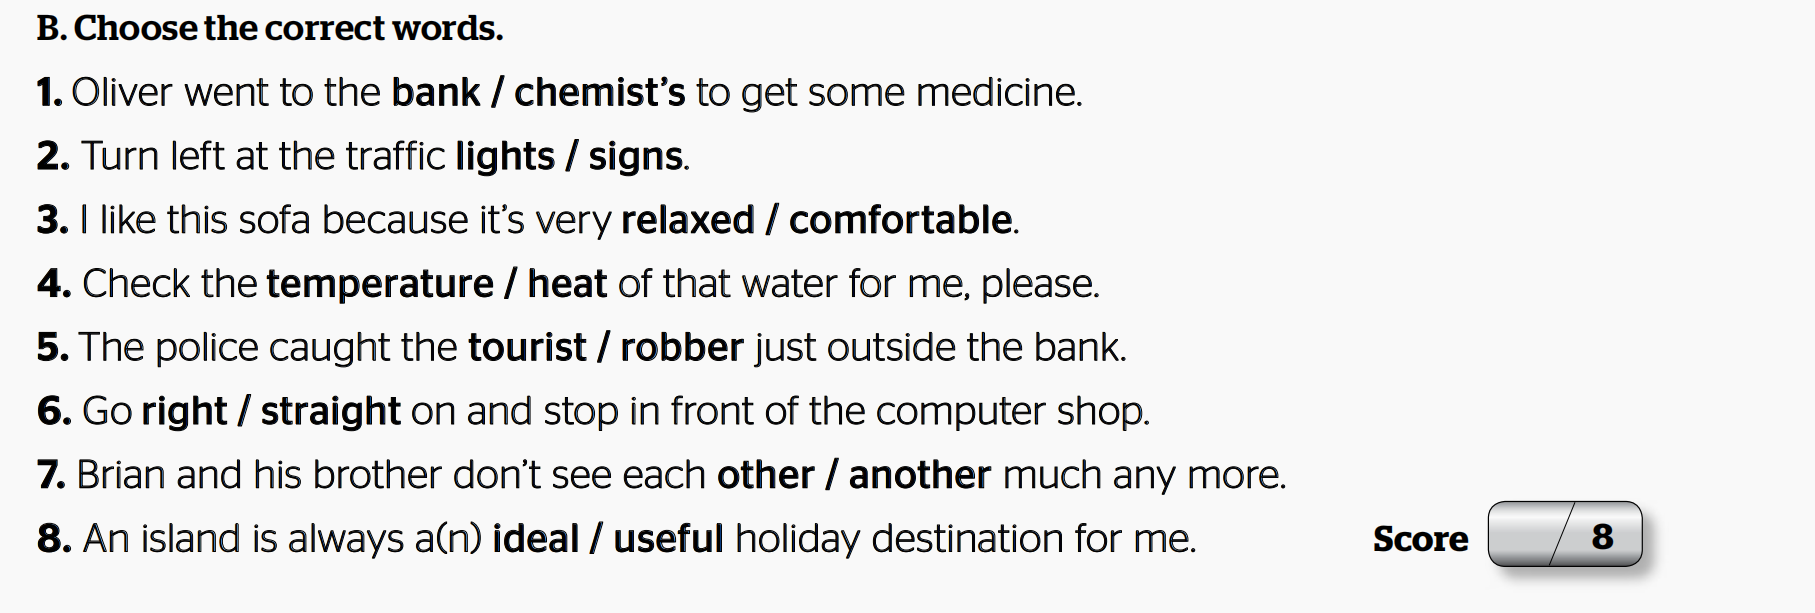 B. Choose the correct words.
1. Oliver went to the bank / chemist’s to get some medicine.
2. Turn left at the traffic lights / signs.
3. I like this sofa because it’s very relaxed / comfortable.
4. Check the temperature / heat of that water for me, please.
5. The police caught the tourist / robber just outside the bank.
6. Go right / straight on and stop in front of the computer shop.
7. Brian and his brother don’t see each other / another much any more.
8. An island is always a(n) ideal / useful holiday destination for me.
Score / 8